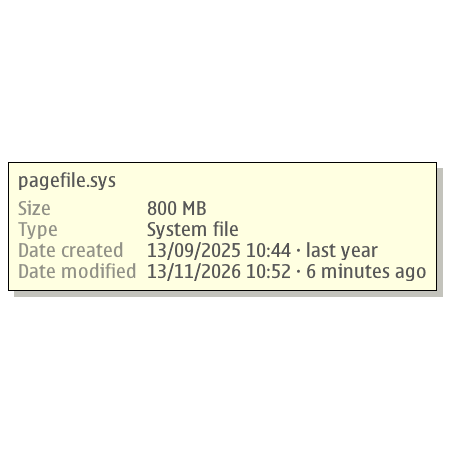 pagefile.sys
Size 800 MB
Type System file
Date created 13/09/2025 10:44 · last year
Date modified 13/11/2026 10:52 · 6 minutes ago